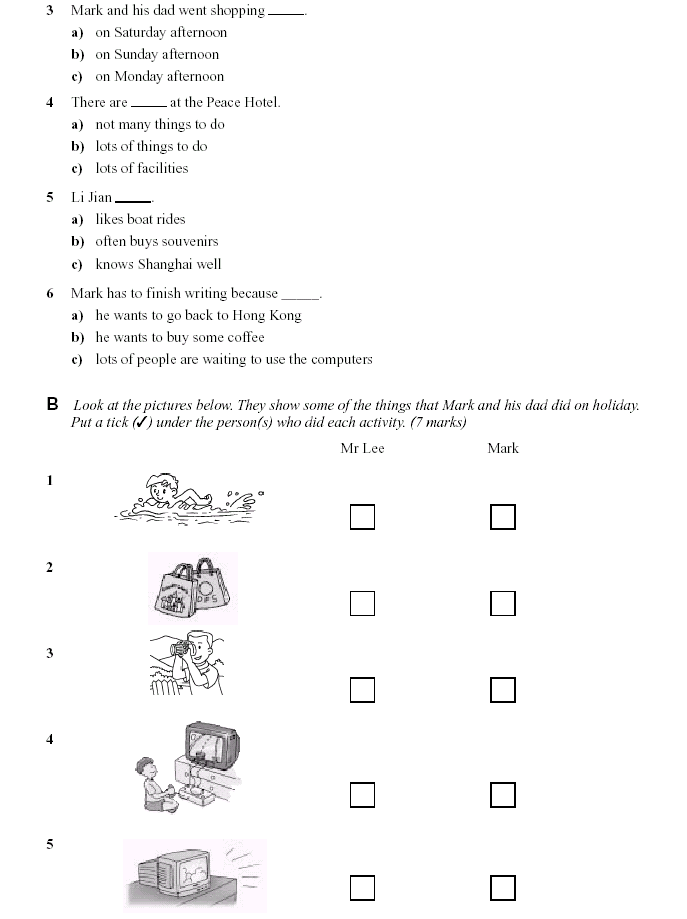 3 Mark and his dad went shopping _____.
a) on Saturday afternoon
b) on Sunday afternoon
c) on Monday afternoon
4 There are _____ at the Peace Hotel.
a) not many things to do
b) lots of things to do
c) lots of facilities
5 Li Jian _____.
a) likes boat rides
b) often buys souvenirs
c) knows Shanghai well
6 Mark has to finish writing because _____.
a) he wants to go back to Hong Kong
b) he wants to buy some coffee
c) lots of people are waiting to use the computers
B Look at the pictures below. They show some of the things that Mark and his dad did on holiday.
Put a tick (✓) under the person(s) who did each activity. (7 marks)
Mr Lee Mark
1
2
3
4
5